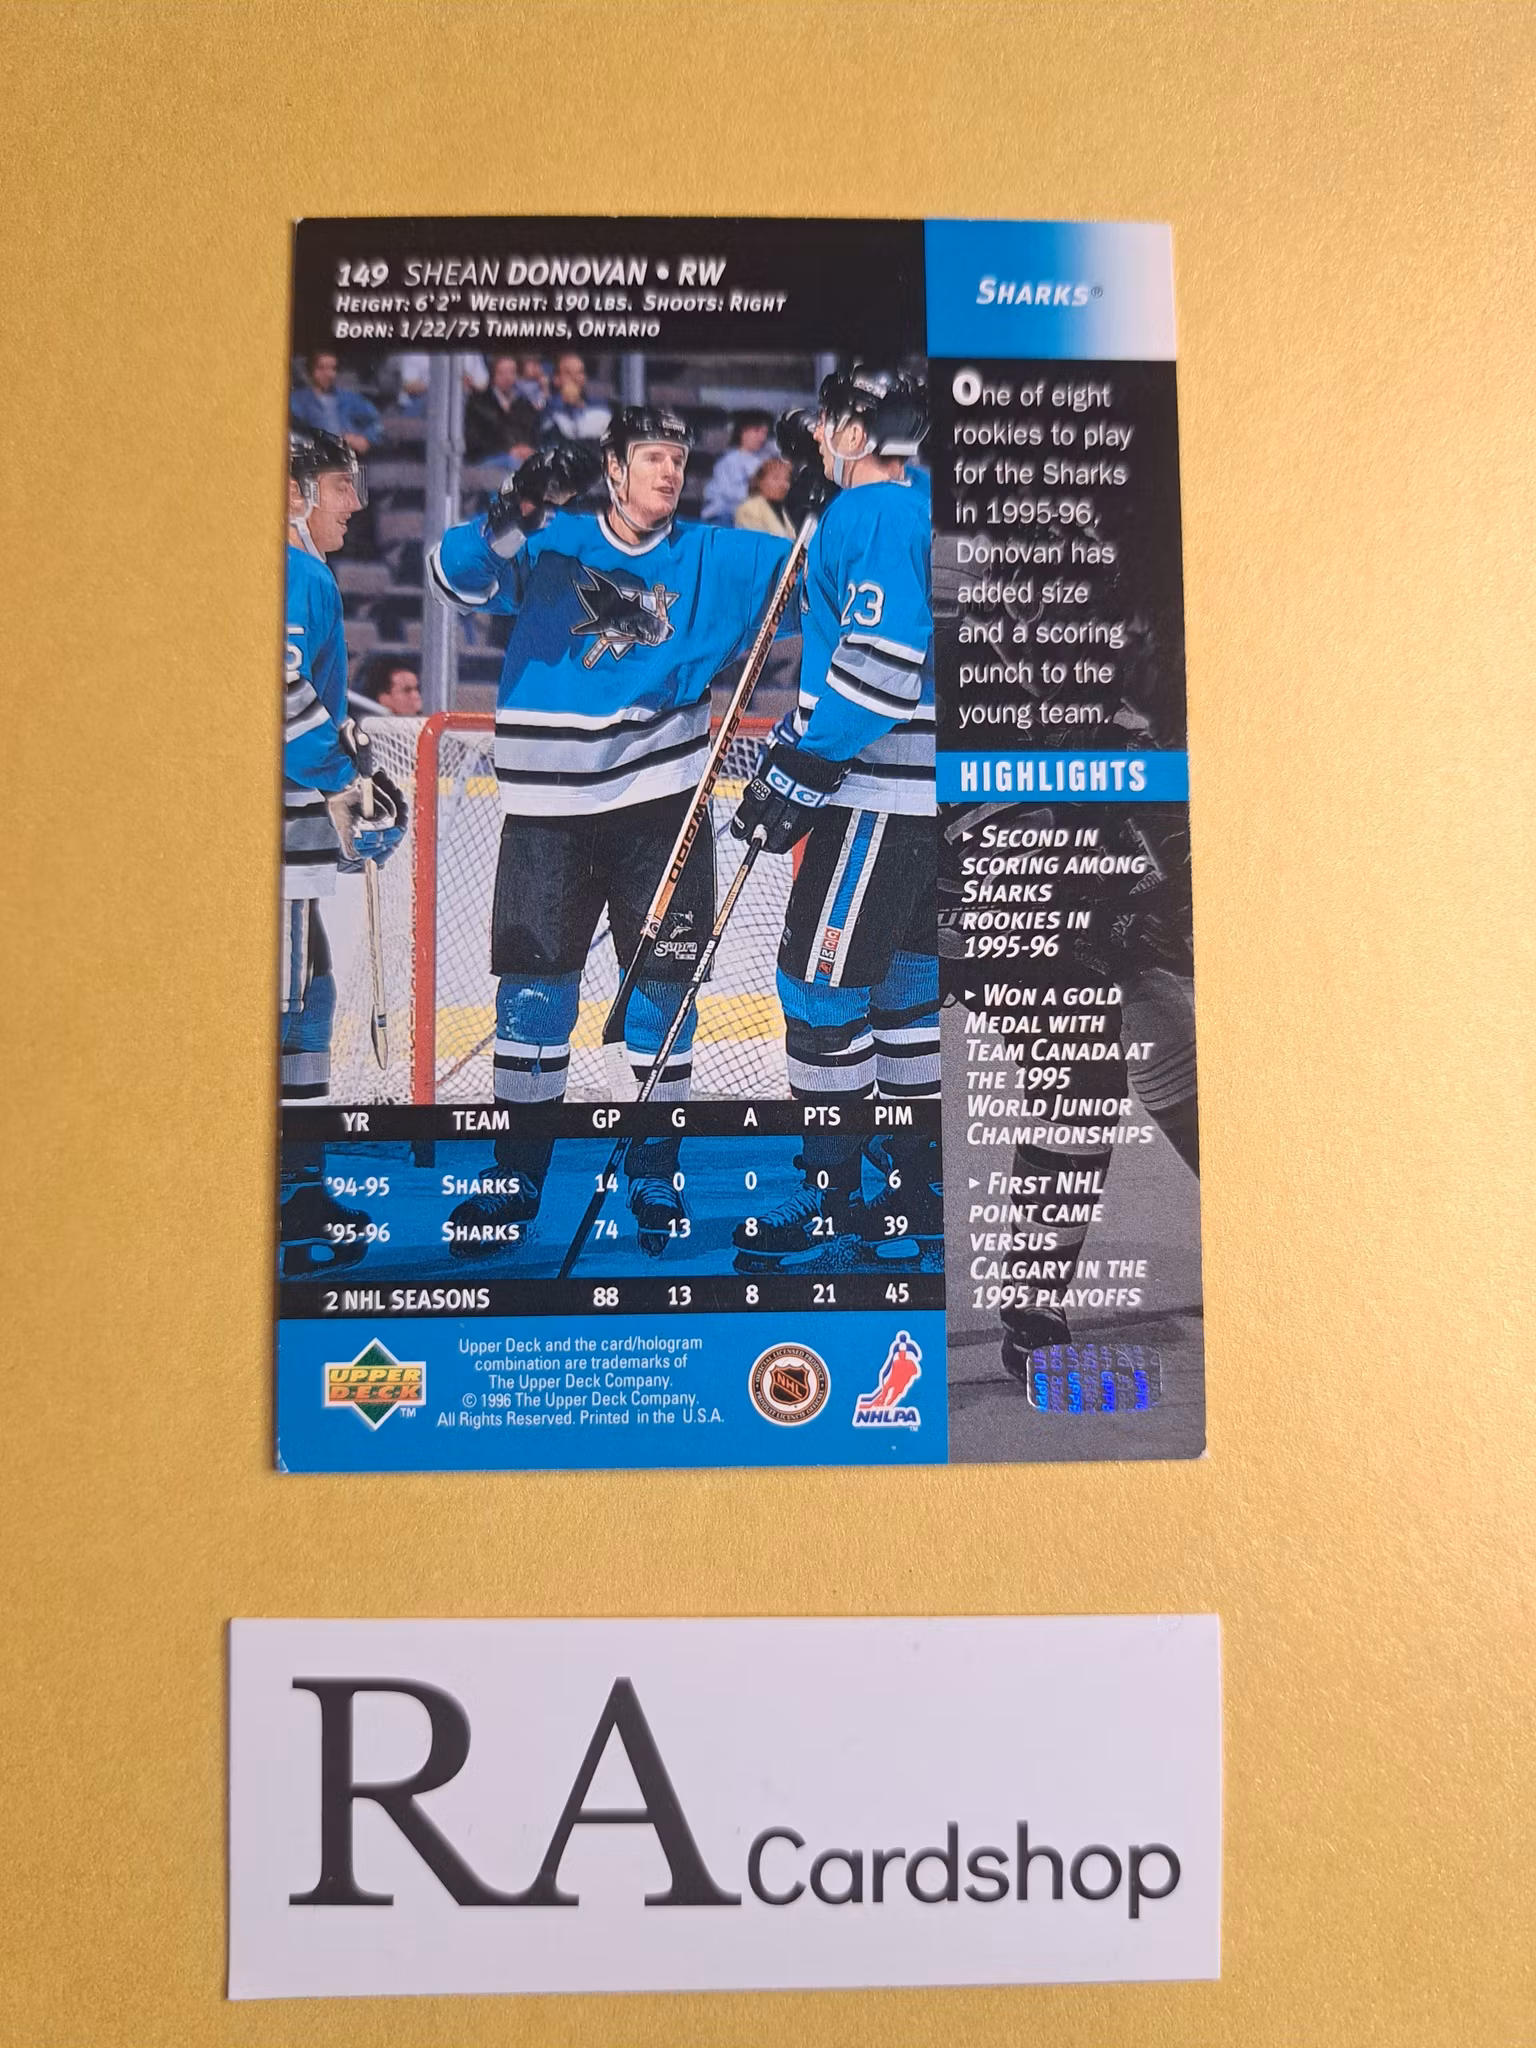 149 SHEAN DONOVAN • RW
HEIGHT: 6'2" WEIGHT: 190 LBS. SHOOTS: RIGHT
BORN: 1/22/75 TIMMINS, ONTARIO
SHARKS®
One of eight
rookies to play
for the Sharks
in 1995-96,
Donovan has
added size
and a scoring
punch to the
young team.
HIGHLIGHTS
▸ SECOND IN
SCORING AMONG
SHARKS
ROOKIES IN
1995-96
▸ WON A GOLD
MEDAL WITH
TEAM CANADA AT
THE 1995
WORLD JUNIOR
CHAMPIONSHIPS
▸ FIRST NHL
POINT CAME
VERSUS
CALGARY IN THE
1995 PLAYOFFS
23
5
Supra
CCM
YR TEAM GP G A PTS PIM
'94-95 SHARKS 14 0 0 0 6
'95-96 SHARKS 74 13 8 21 39
2 NHL SEASONS 88 13 8 21 45
UPPER
DECK
™
Upper Deck and the card/hologram
combination are trademarks of
The Upper Deck Company.
© 1996 The Upper Deck Company.
All Rights Reserved. Printed in the U.S.A.
NHL
NHLPA
™
RA Cardshop